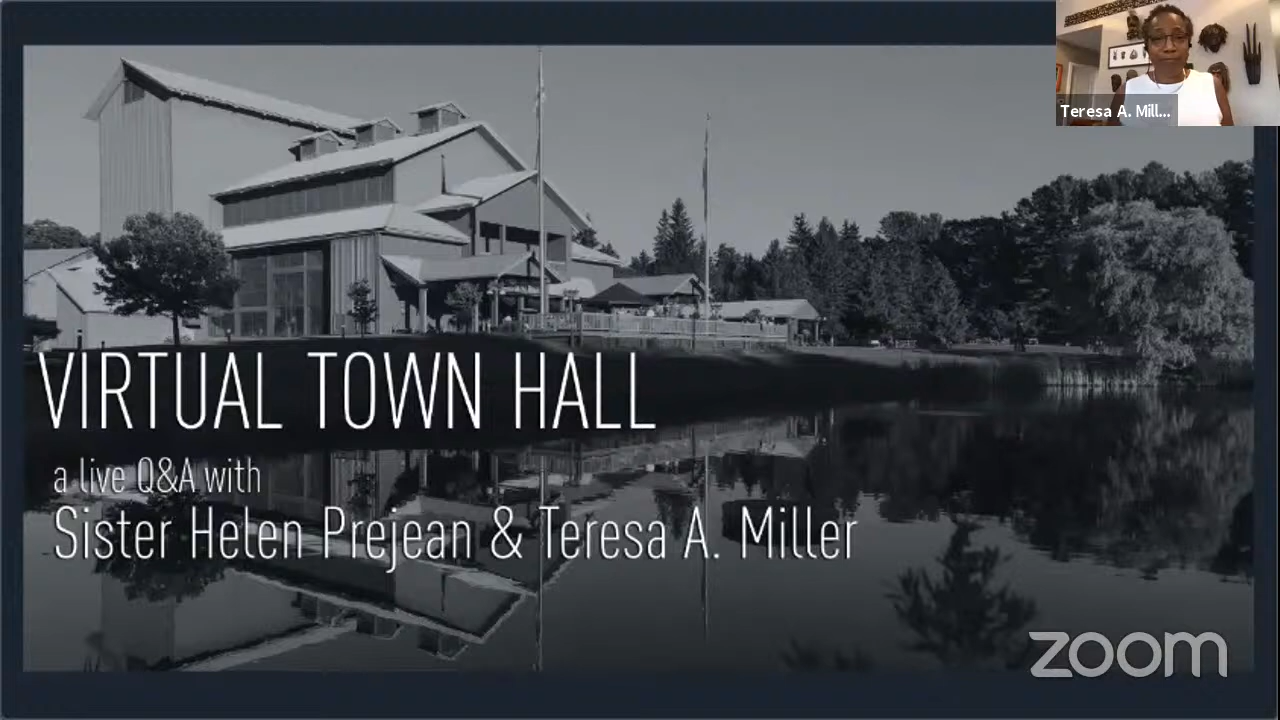 Teresa A. Mill...
VIRTUAL TOWN HALL
a live Q&A with
Sister Helen Prejean & Teresa A. Miller
zoom